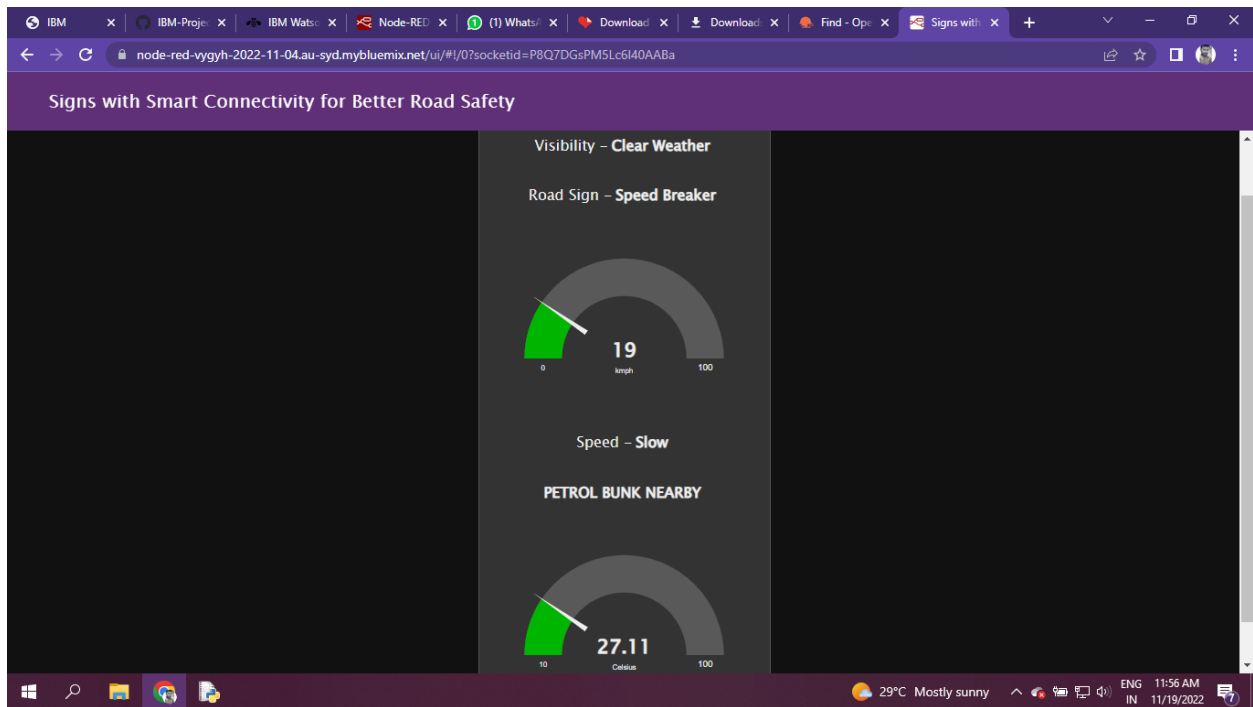 IBM
IBM-Projec
IBM Watso
Node-RED
(1) WhatsA
Download
Download
Find - Ope
Signs with
node-red-vygyh-2022-11-04.au-syd.mybluemix.net/ui/#!/0?socketid=P8Q7DGsPM5Lc6I40AABa
Signs with Smart Connectivity for Better Road Safety
Visibility - Clear Weather
Road Sign - Speed Breaker
19
kmph
0
100
Speed - Slow
PETROL BUNK NEARBY
27.11
Celsius
10
100
29°C Mostly sunny
ENG
IN
11:56 AM
11/19/2022
7